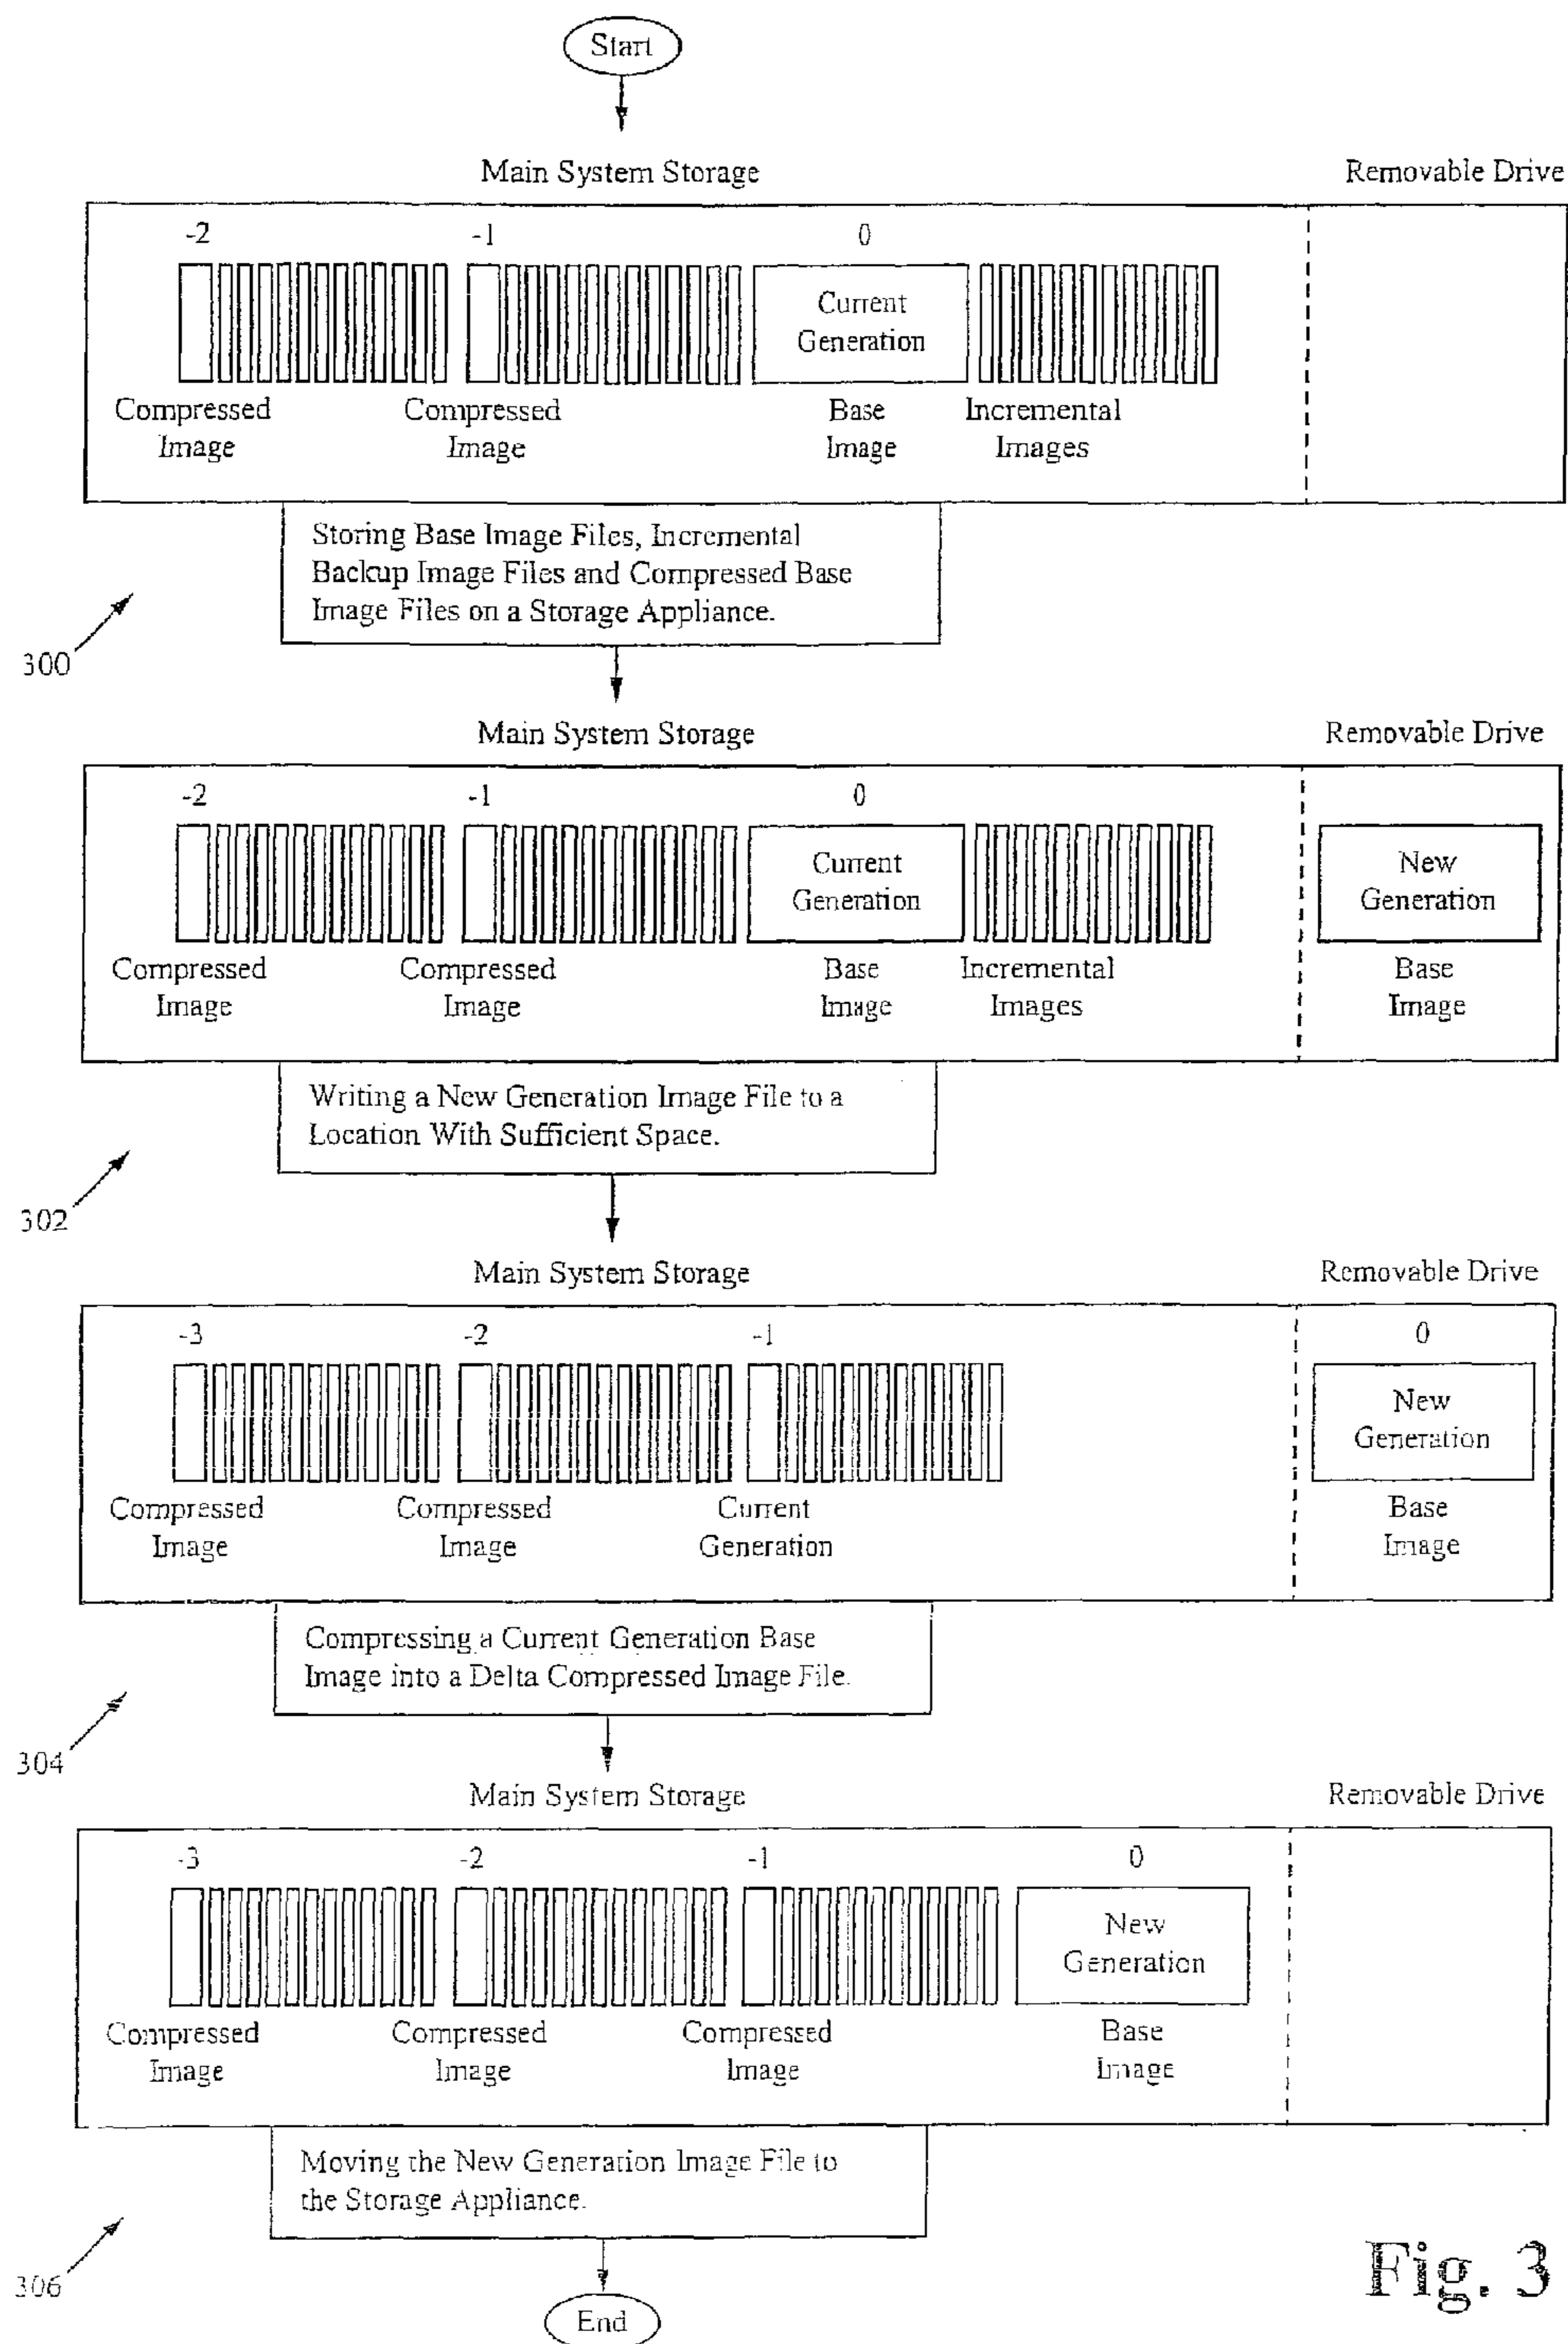 Start
Main System Storage
Removable Drive
-2
-1
0
Current
Generation
Compressed
Image
Compressed
Image
Base
Image
Incremental
Images
Storing Base Image Files, Incremental
Backup Image Files and Compressed Base
Image Files on a Storage Appliance.
300
Main System Storage
Removable Drive
-2
-1
0
Current
Generation
New
Generation
Compressed
Image
Compressed
Image
Base
Image
Incremental
Images
Base
Image
Writing a New Generation Image File to a
Location With Sufficient Space.
302
Main System Storage
Removable Drive
-3
-2
-1
0
New
Generation
Compressed
Image
Compressed
Image
Current
Generation
Base
Image
Compressing a Current Generation Base
Image into a Delta Compressed Image File.
304
Main System Storage
Removable Drive
-3
-2
-1
0
New
Generation
Compressed
Image
Compressed
Image
Compressed
Image
Base
Image
Moving the New Generation Image File to
the Storage Appliance.
306
End
Fig. 3